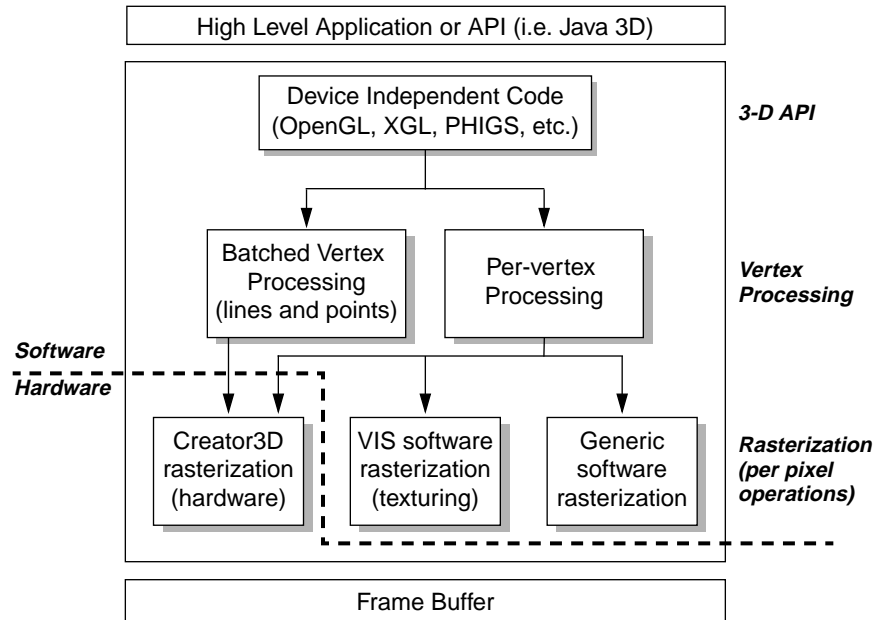 High Level Application or API (i.e. Java 3D)
Device Independent Code
(OpenGL, XGL, PHIGS, etc.)
3-D API
Batched Vertex
Processing
(lines and points)
Per-vertex
Processing
Vertex
Processing
Software
Hardware
Creator3D
rasterization
(hardware)
VIS software
rasterization
(texturing)
Generic
software
rasterization
Rasterization
(per pixel
operations)
Frame Buffer